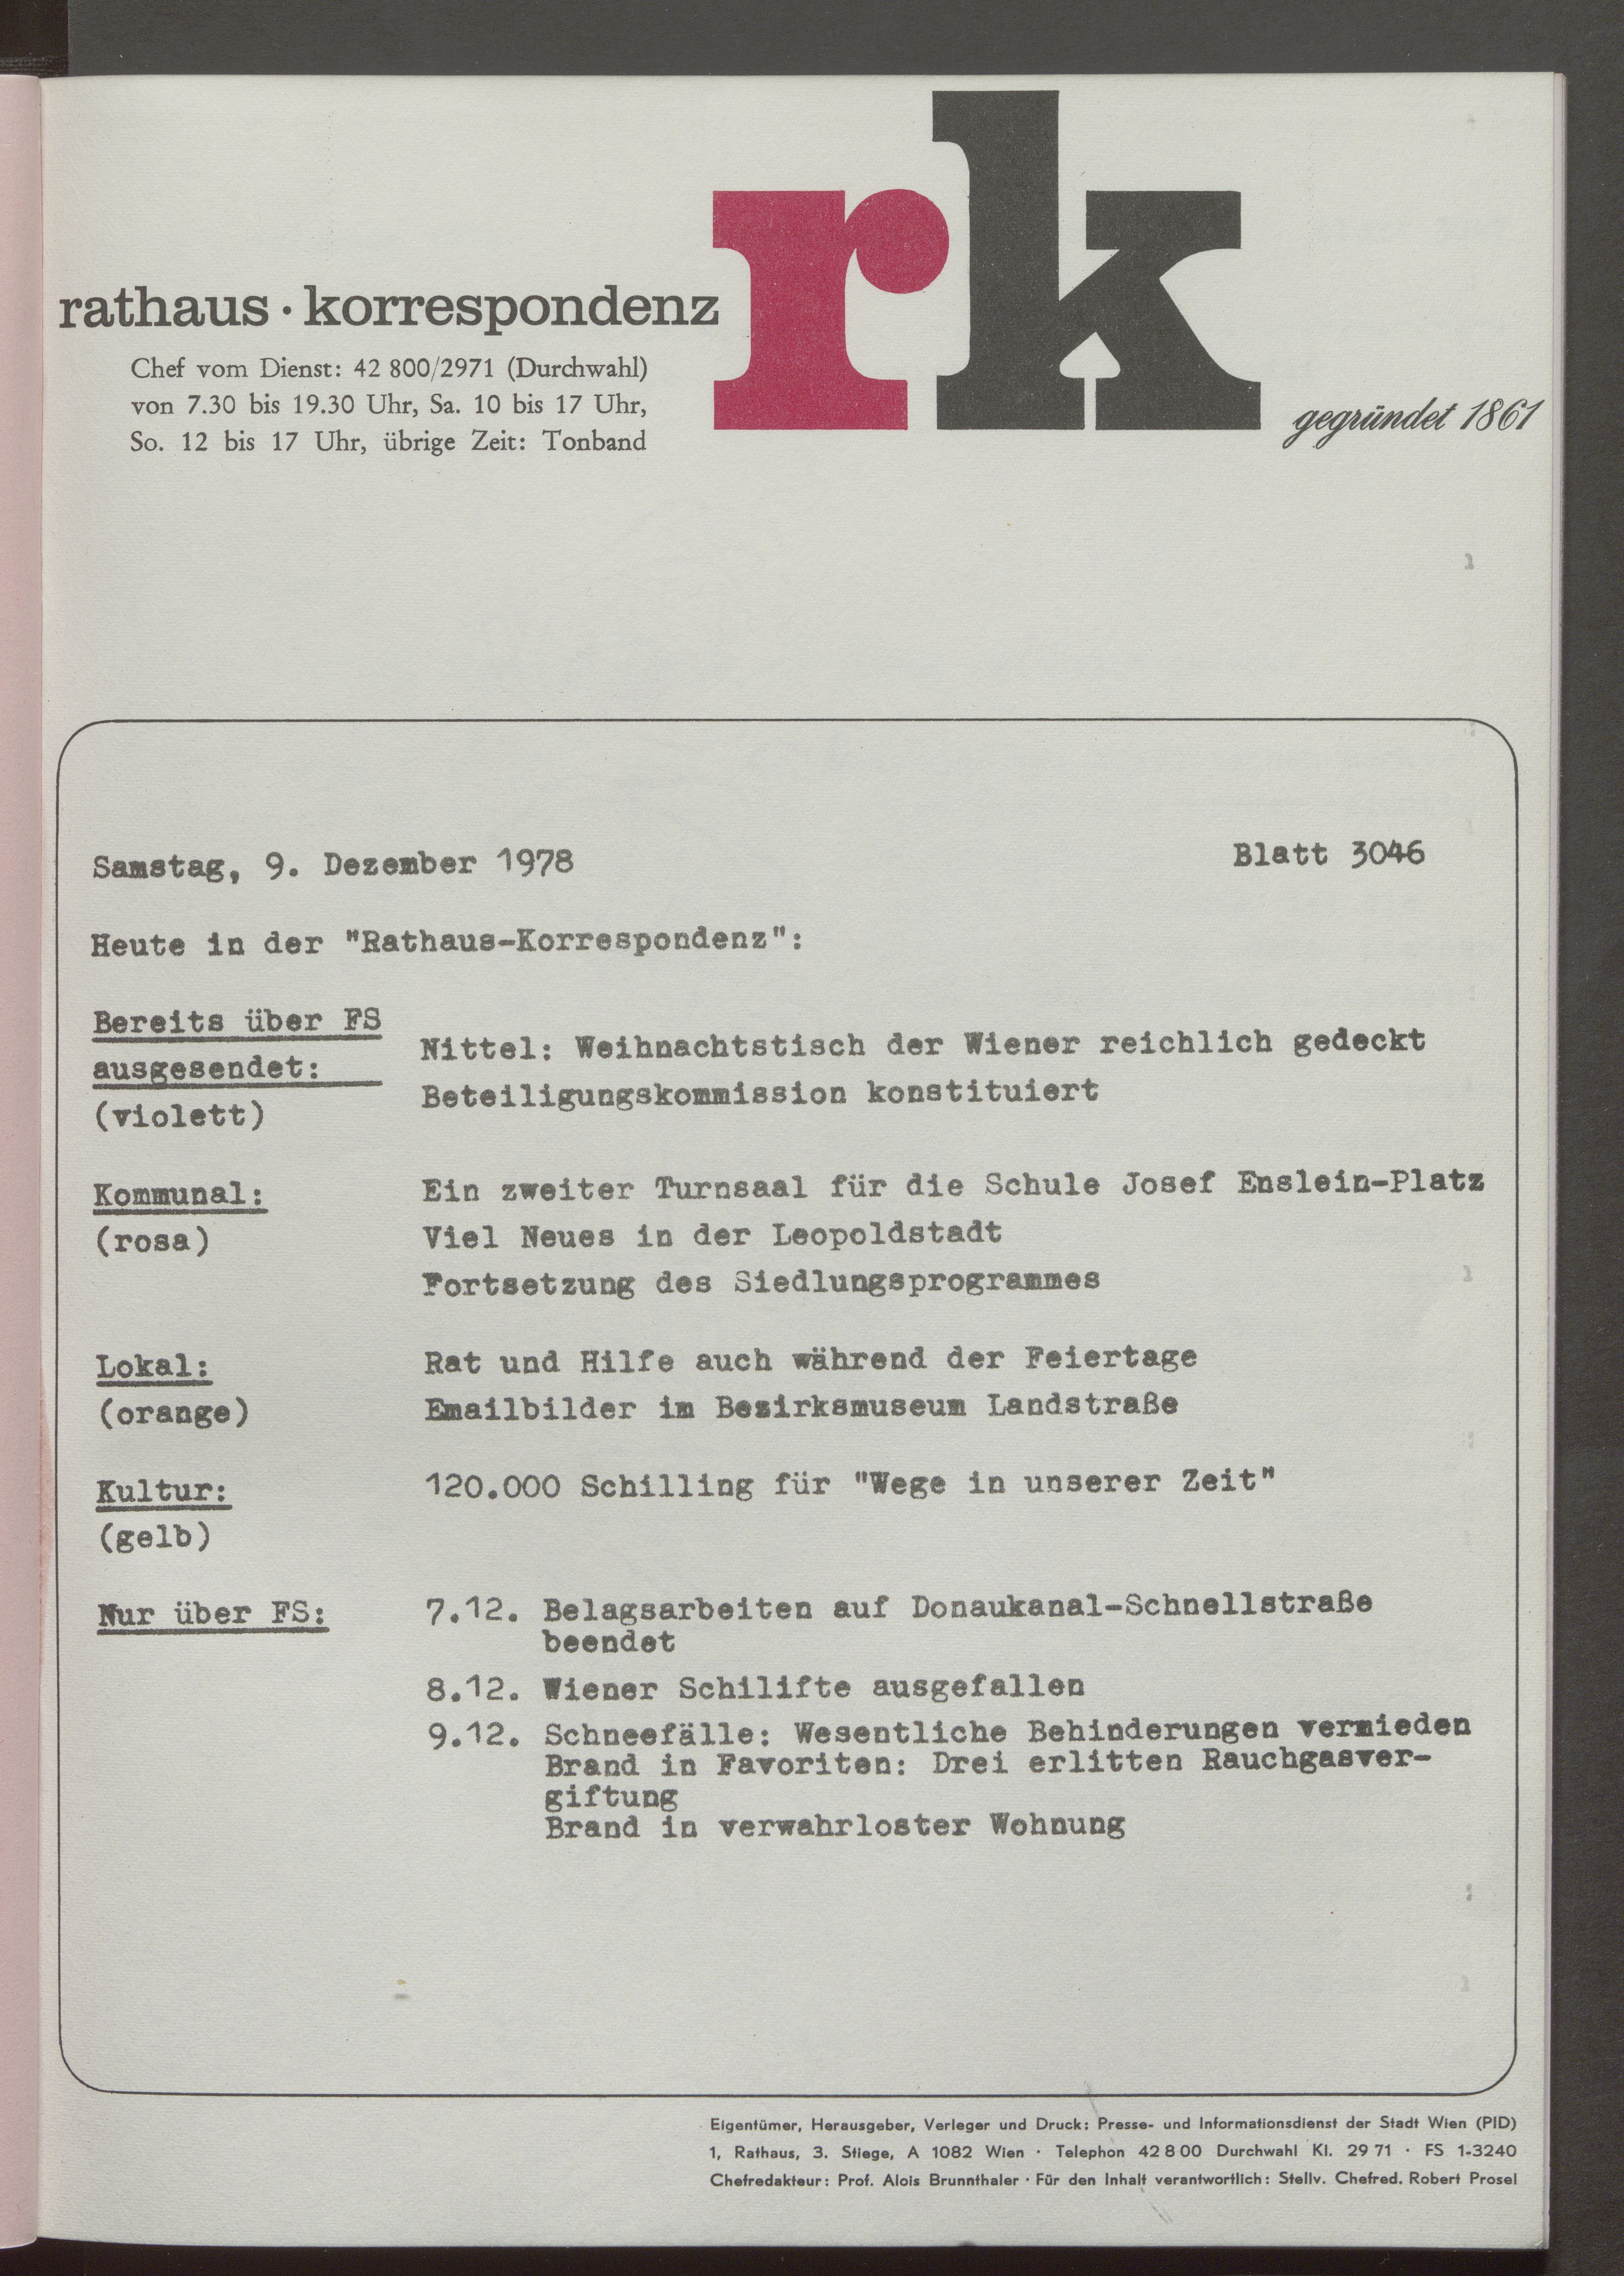 rk
rathaus · korrespondenz
Chef vom Dienst: 42 800/2971 (Durchwahl)
von 7.30 bis 19.30 Uhr, Sa. 10 bis 17 Uhr,
So. 12 bis 17 Uhr, übrige Zeit: Tonband
gegründet 1861
Samstag, 9. Dezember 1978 Blatt 3046
Heute in der "Rathaus-Korrespondenz":
Bereits über FS
ausgesendet:
(violett)
Nittel: Weihnachtstisch der Wiener reichlich gedeckt
Beteiligungskommission konstituiert
Kommunal:
(rosa)
Ein zweiter Turnsaal für die Schule Josef Enslein-Platz
Viel Neues in der Leopoldstadt
Fortsetzung des Siedlungsprogrammes
Lokal:
(orange)
Rat und Hilfe auch während der Feiertage
Emailbilder im Bezirksmuseum Landstraße
Kultur:
(gelb)
120.000 Schilling für "Wege in unserer Zeit"
Nur über FS:
7.12. Belagsarbeiten auf Donaukanal-Schnellstraße
beendet
8.12. Wiener Schilifte ausgefallen
9.12. Schneefälle: Wesentliche Behinderungen vermieden
Brand in Favoriten: Drei erlitten Rauchgasver-
giftung
Brand in verwahrloster Wohnung
Eigentümer, Herausgeber, Verleger und Druck: Presse- und Informationsdienst der Stadt Wien (PID)
1, Rathaus, 3. Stiege, A 1082 Wien · Telephon 42 8 00 Durchwahl Kl. 29 71 · FS 1-3240
Chefredakteur: Prof. Alois Brunnthaler · Für den Inhalt verantwortlich: Stellv. Chefred. Robert Prosel